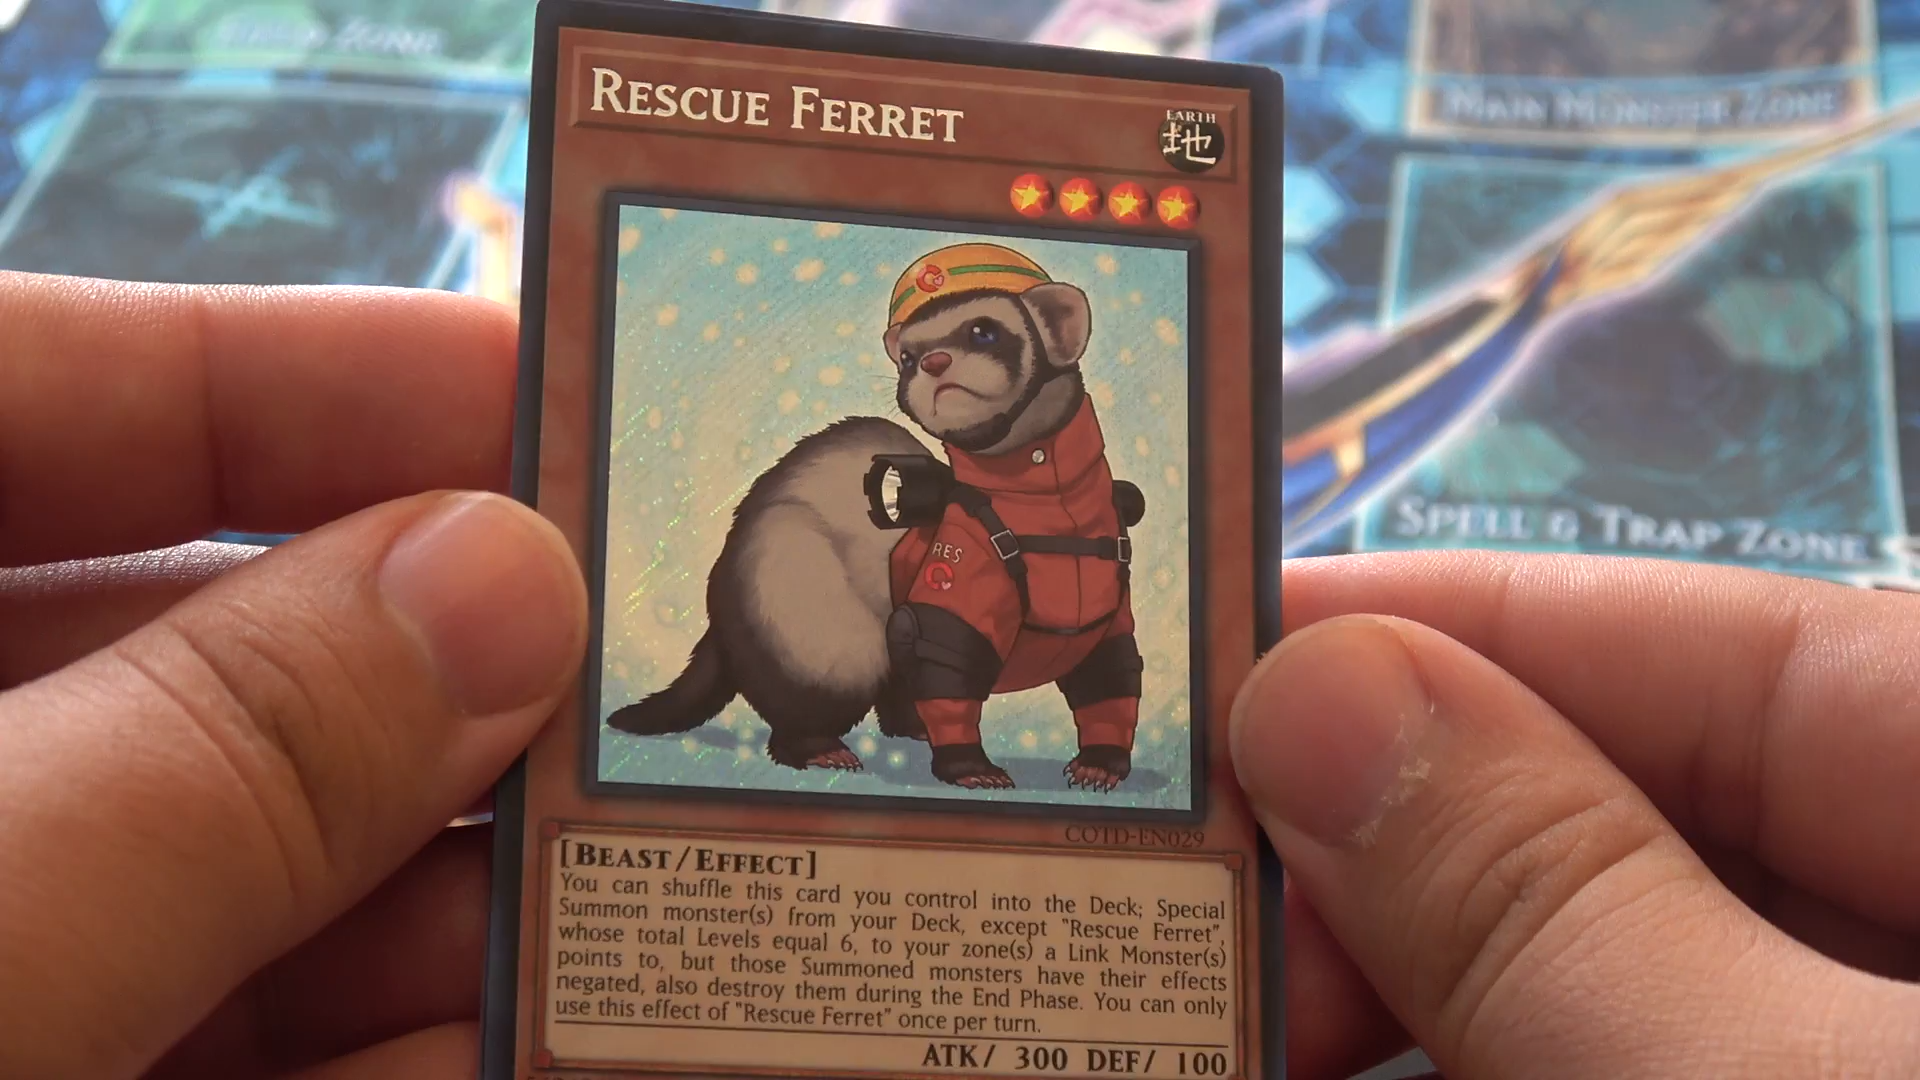 FIELD ZONE
MAIN MONSTER ZONE
SPELL & TRAP ZONE
RESCUE FERRET
EARTH
地
RES
COTD-EN029
[BEAST/EFFECT]
You can shuffle this card you control into the Deck; Special
Summon monster(s) from your Deck, except "Rescue Ferret",
whose total Levels equal 6, to your zone(s) a Link Monster(s)
points to, but those Summoned monsters have their effects
negated, also destroy them during the End Phase. You can only
use this effect of "Rescue Ferret" once per turn.
ATK/ 300 DEF/ 100